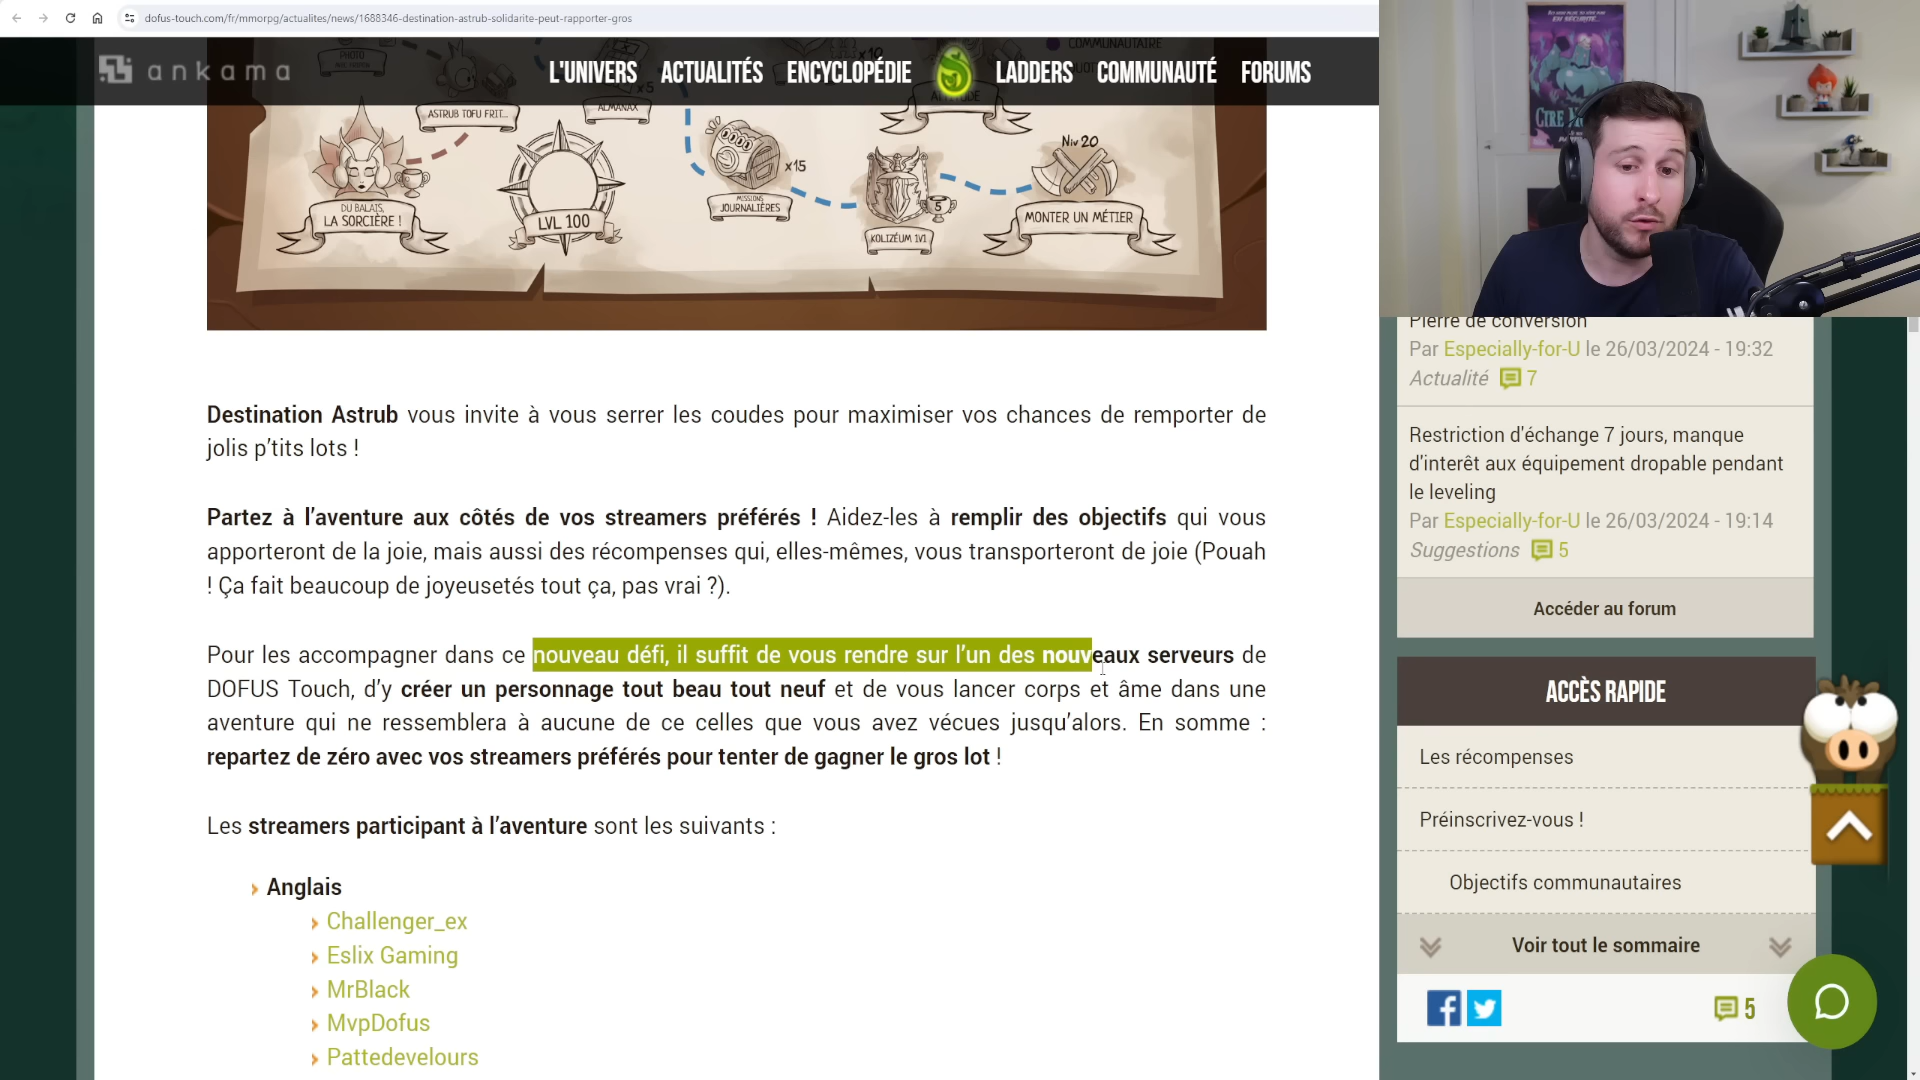 dofus-touch.com/fr/mmorpg/actualites/news/1688346-destination-astrub-solidarite-peut-rapporter-gros
ankama
L'UNIVERS
ACTUALITÉS
ENCYCLOPÉDIE
LADDERS
COMMUNAUTÉ
FORUMS
PHOTO
x10
COMMUNAUTAIRE
x5
ASTRUB TOFU FRIT...
ALMANAX
DU BALAIS,
LA SORCIÈRE !
LVL 100
x15
MISSIONS
JOURNALIÈRES
5
KOLIZÉUM 1V1
Niv 20
MONTER UN MÉTIER
Destination Astrub vous invite à vous serrer les coudes pour maximiser vos chances de remporter de
jolis p'tits lots !
Partez à l'aventure aux côtés de vos streamers préférés ! Aidez-les à remplir des objectifs qui vous
apporteront de la joie, mais aussi des récompenses qui, elles-mêmes, vous transporteront de joie (Pouah
! Ça fait beaucoup de joyeusetés tout ça, pas vrai ?).
Pour les accompagner dans ce nouveau défi, il suffit de vous rendre sur l'un des nouveaux serveurs de
DOFUS Touch, d'y créer un personnage tout beau tout neuf et de vous lancer corps et âme dans une
aventure qui ne ressemblera à aucune de ce celles que vous avez vécues jusqu'alors. En somme :
repartez de zéro avec vos streamers préférés pour tenter de gagner le gros lot !
Les streamers participant à l'aventure sont les suivants :
Anglais
Challenger_ex
Eslix Gaming
MrBlack
MvpDofus
Pattedevelours
Pierre de conversion
Par Especially-for-U le 26/03/2024 - 19:32
Actualité 7
Restriction d'échange 7 jours, manque
d'interêt aux équipement dropable pendant
le leveling
Par Especially-for-U le 26/03/2024 - 19:14
Suggestions 5
Accéder au forum
ACCÈS RAPIDE
Les récompenses
Préinscrivez-vous !
Objectifs communautaires
Voir tout le sommaire
5